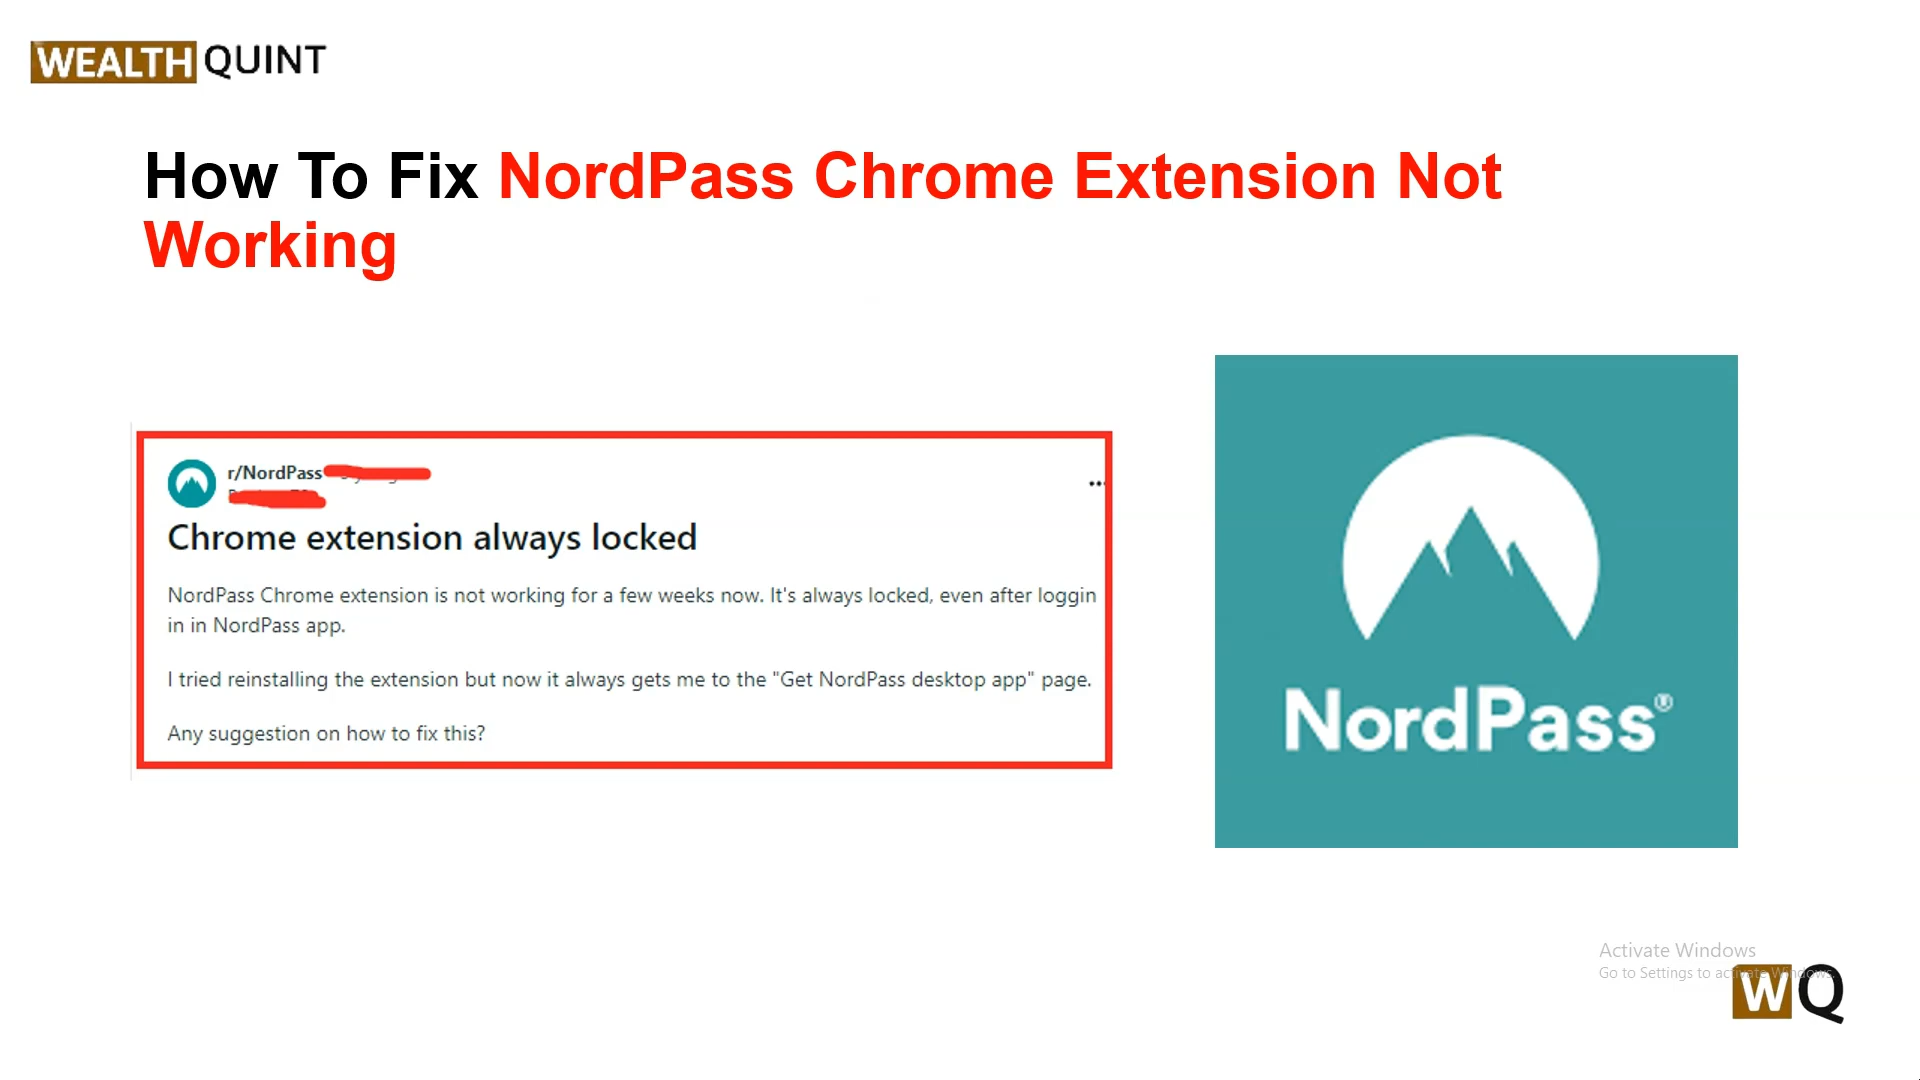 WEALTH QUINT
How To Fix NordPass Chrome Extension Not
Working
r/NordPass
Chrome extension always locked
NordPass Chrome extension is not working for a few weeks now. It's always locked, even after loggin
in in NordPass app.
I tried reinstalling the extension but now it always gets me to the "Get NordPass desktop app" page.
Any suggestion on how to fix this?
NordPass®
Activate Windows
Go to Settings to activate Windows.
WQ